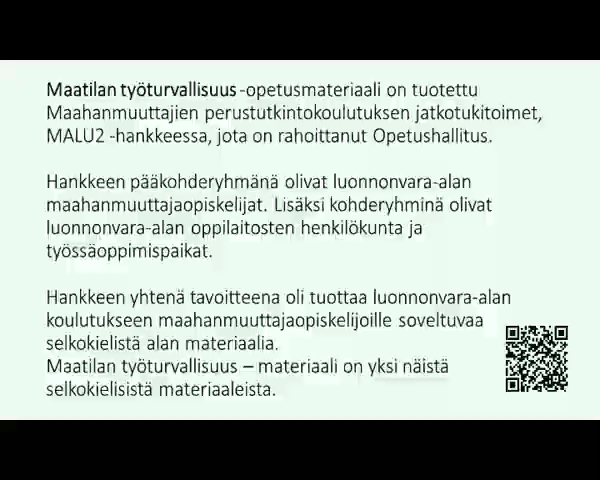 Maatilan työturvallisuus -opetusmateriaali on tuotettu
Maahanmuuttajien perustutkintokoulutuksen jatkotukitoimet,
MALU2 -hankkeessa, jota on rahoittanut Opetushallitus.
Hankkeen pääkohderyhmänä olivat luonnonvara-alan
maahanmuuttajaopiskelijat. Lisäksi kohderyhminä olivat
luonnonvara-alan oppilaitosten henkilökunta ja
työssäoppimispaikat.
Hankkeen yhtenä tavoitteena oli tuottaa luonnonvara-alan
koulutukseen maahanmuuttajaopiskelijoille soveltuvaa
selkokielistä alan materiaalia.
Maatilan työturvallisuus – materiaali on yksi näistä
selkokielisistä materiaaleista.